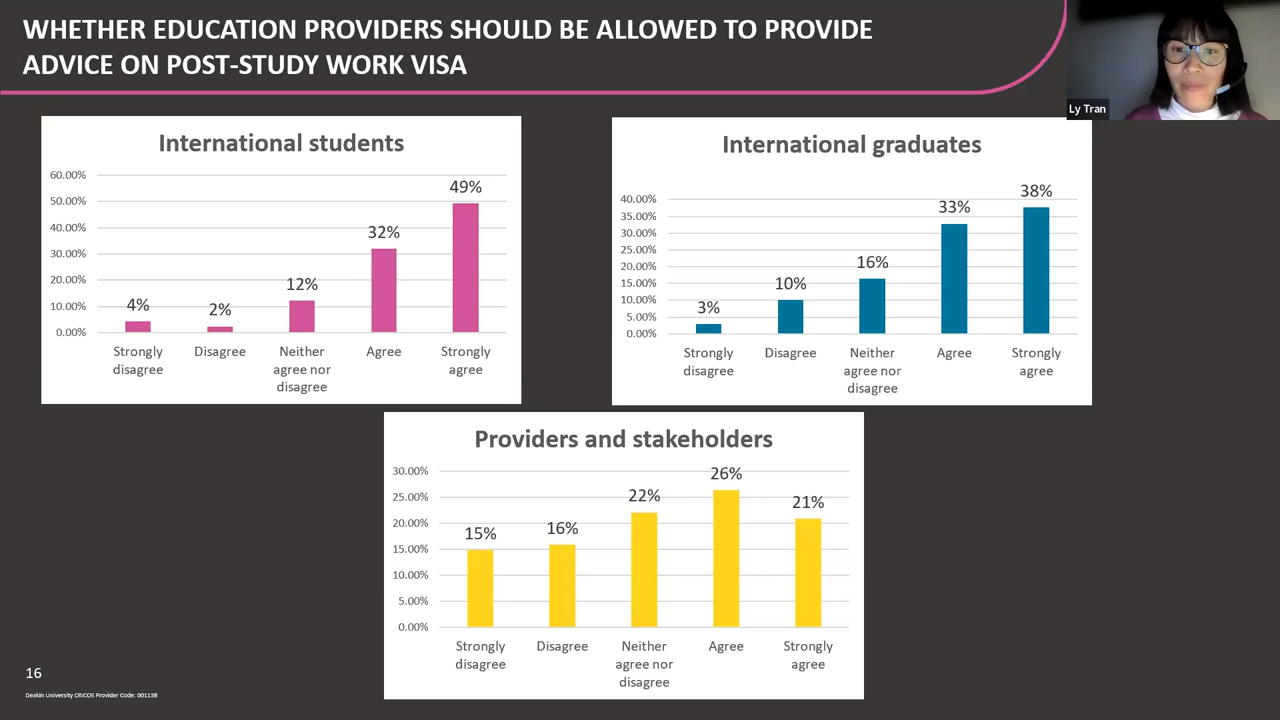 WHETHER EDUCATION PROVIDERS SHOULD BE ALLOWED TO PROVIDE
ADVICE ON POST-STUDY WORK VISA
Ly Tran
International students
60.00%
50.00%
40.00%
30.00%
20.00%
10.00%
0.00%
4%
2%
12%
32%
49%
Strongly disagree
Disagree
Neither agree nor disagree
Agree
Strongly agree
International graduates
40.00%
35.00%
30.00%
25.00%
20.00%
15.00%
10.00%
5.00%
0.00%
3%
10%
16%
33%
38%
Strongly disagree
Disagree
Neither agree nor disagree
Agree
Strongly agree
Providers and stakeholders
30.00%
25.00%
20.00%
15.00%
10.00%
5.00%
0.00%
15%
16%
22%
26%
21%
Strongly disagree
Disagree
Neither agree nor disagree
Agree
Strongly agree
16
Deakin University CRICOS Provider Code: 00113B